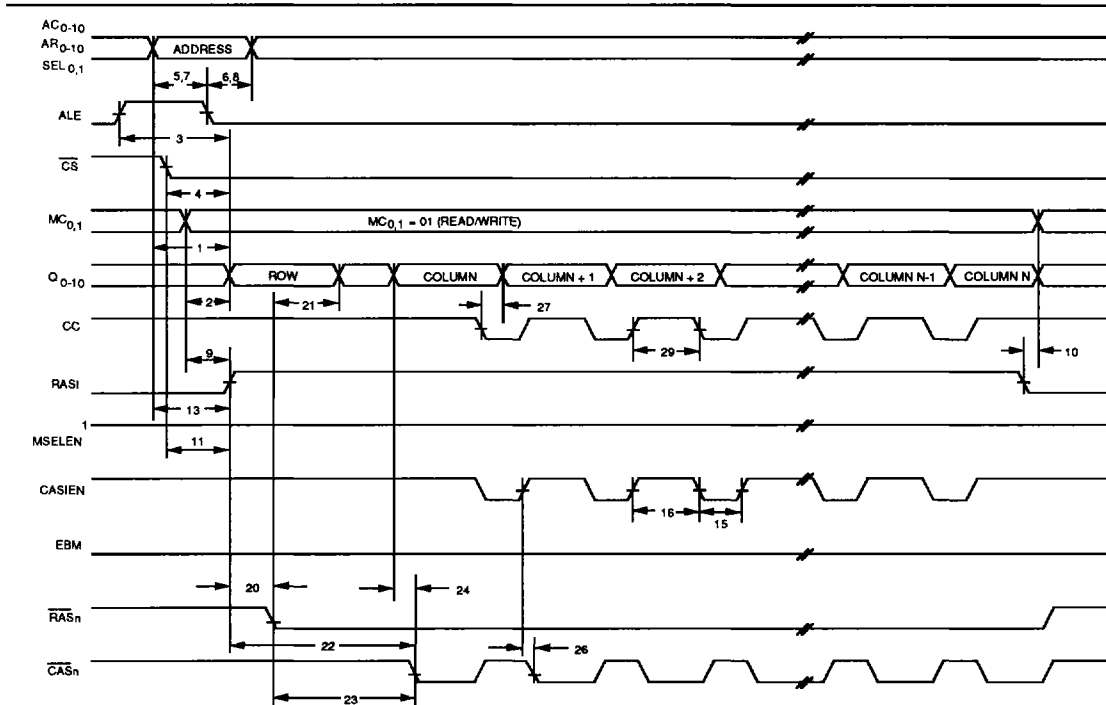 AC0-10
AR0-10
SEL0,1
ADDRESS
5,7
6,8
ALE
3
CS
4
MC0,1
MC0,1 = 01 (READ/WRITE)
1
Q0-10
ROW
COLUMN
COLUMN + 1
COLUMN + 2
COLUMN N-1
COLUMN N
2
21
27
CC
29
9
10
RASI
13
1
MSELEN
11
CASIEN
16
15
EBM
20
24
RASn
22
26
CASn
23